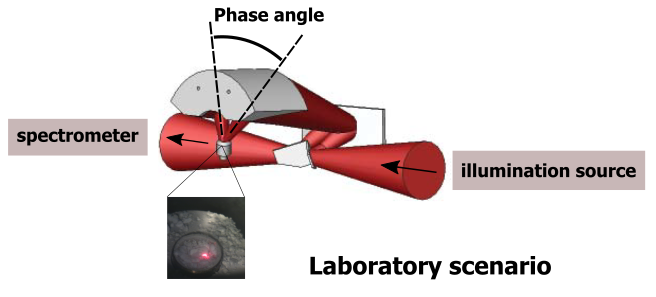 Phase angle
spectrometer
illumination source
Laboratory scenario